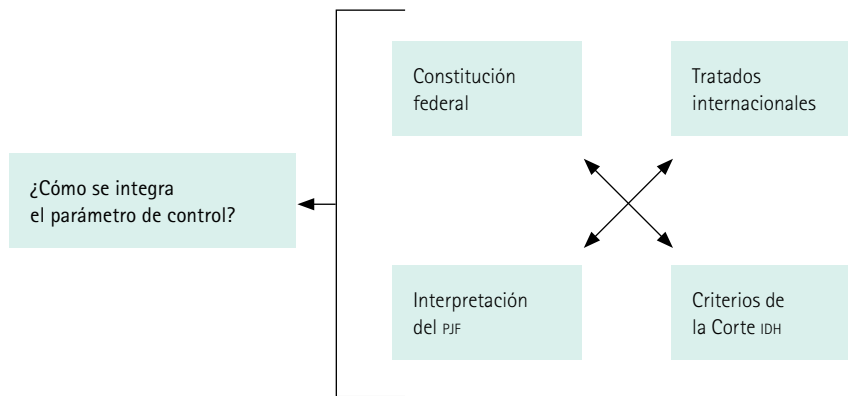 Constitución
federal
Tratados
internacionales
¿Cómo se integra
el parámetro de control?
Interpretación
del PJF
Criterios de
la Corte IDH